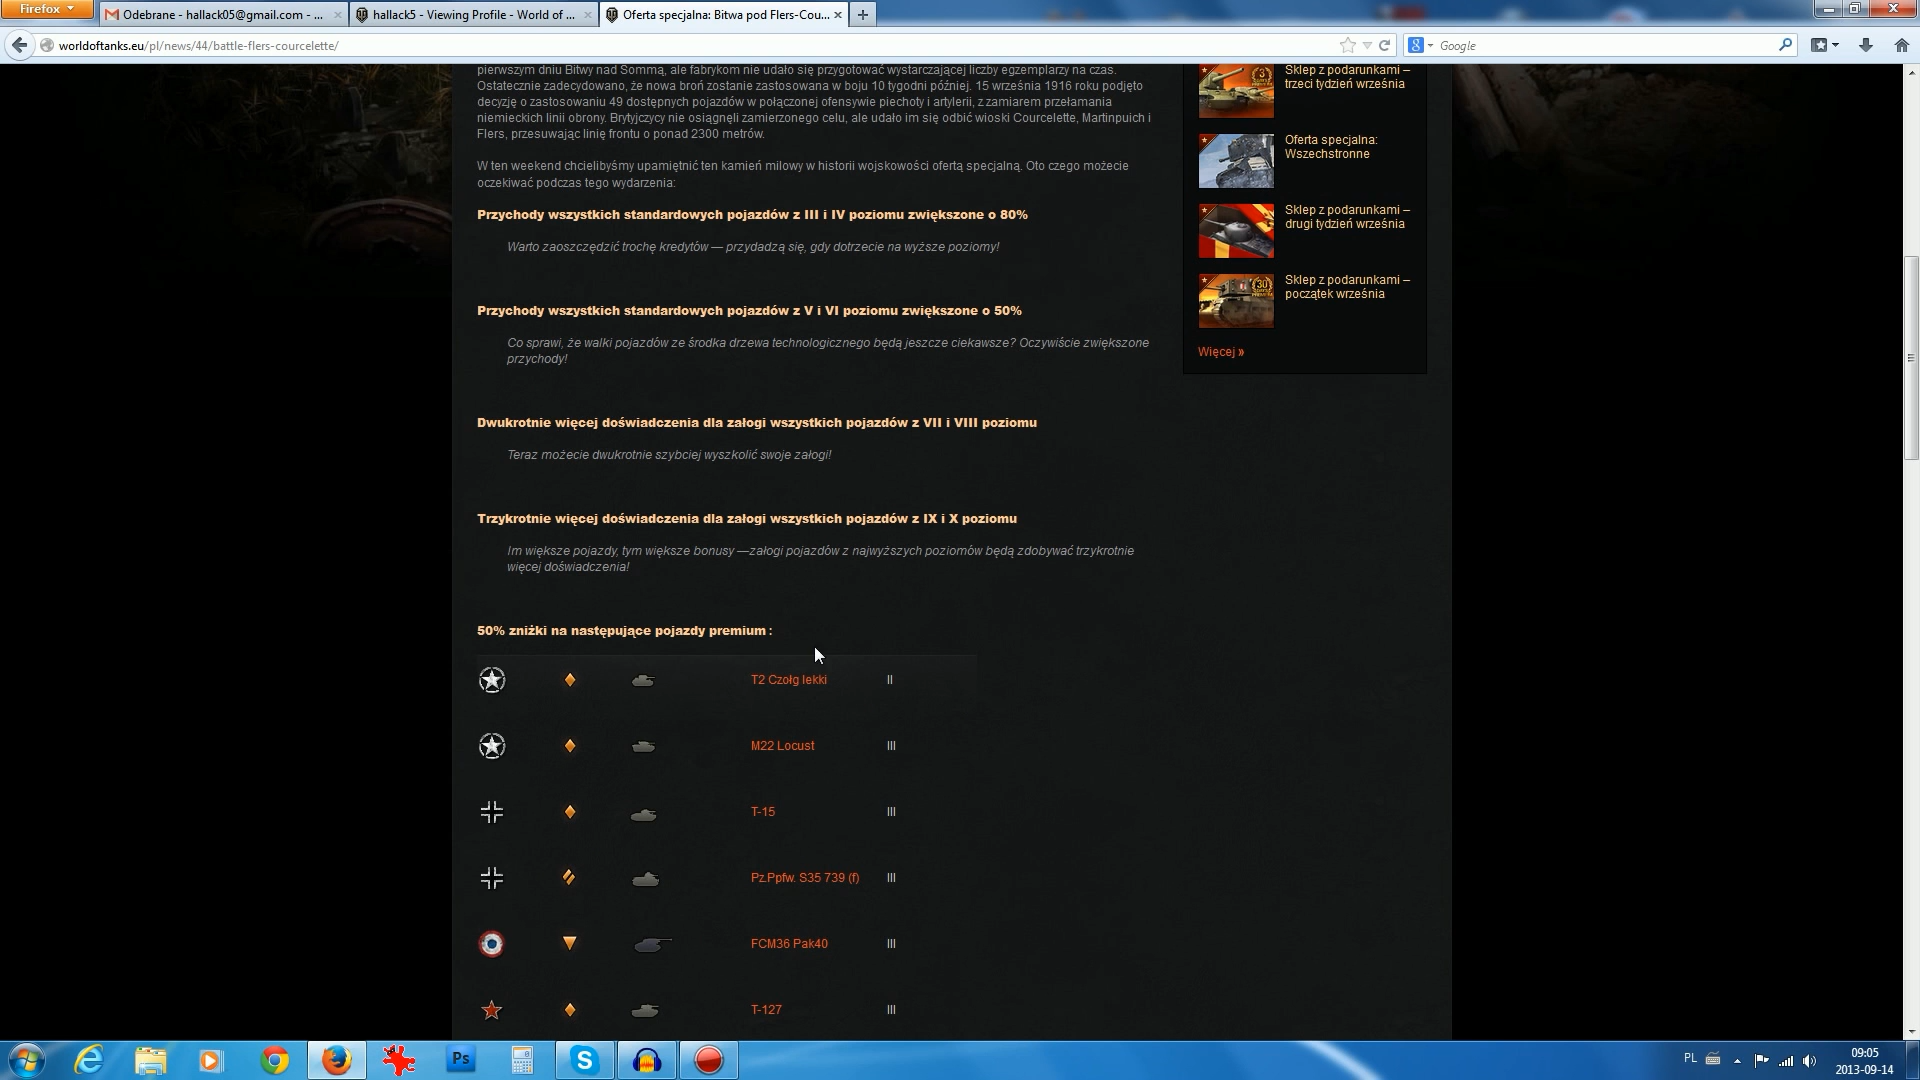 Firefox
Odebrane - hallack05@gmail.com - ...
hallack5 - Viewing Profile - World of ...
Oferta specjalna: Bitwa pod Flers-Cou...
worldoftanks.eu/pl/news/44/battle-flers-courcelette/
Google
pierwszym dniu Bitwy nad Sommą, ale fabrykom nie udało się przygotować wystarczającej liczby egzemplarzy na czas.
Ostatecznie zadecydowano, że nowa broń zostanie zastosowana w boju 10 tygodni później. 15 września 1916 roku podjęto
decyzję o zastosowaniu 49 dostępnych pojazdów w połączonej ofensywie piechoty i artylerii, z zamiarem przełamania
niemieckich linii obrony. Brytyjczycy nie osiągnęli zamierzonego celu, ale udało im się odbić wioski Courcelette, Martinpuich i
Flers, przesuwając linię frontu o ponad 2300 metrów.
W ten weekend chcielibyśmy upamiętnić ten kamień milowy w historii wojskowości ofertą specjalną. Oto czego możecie
oczekiwać podczas tego wydarzenia:
Przychody wszystkich standardowych pojazdów z III i IV poziomu zwiększone o 80%
Warto zaoszczędzić trochę kredytów — przydadzą się, gdy dotrzecie na wyższe poziomy!
Przychody wszystkich standardowych pojazdów z V i VI poziomu zwiększone o 50%
Co sprawi, że walki pojazdów ze środka drzewa technologicznego będą jeszcze ciekawsze? Oczywiście zwiększone
przychody!
Dwukrotnie więcej doświadczenia dla załogi wszystkich pojazdów z VII i VIII poziomu
Teraz możecie dwukrotnie szybciej wyszkolić swoje załogi!
Trzykrotnie więcej doświadczenia dla załogi wszystkich pojazdów z IX i X poziomu
Im większe pojazdy, tym większe bonusy —załogi pojazdów z najwyższych poziomów będą zdobywać trzykrotnie
więcej doświadczenia!
50% zniżki na następujące pojazdy premium :
T2 Czołg lekki II
M22 Locust III
T-15 III
Pz.Ppfw. S35 739 (f) III
FCM36 Pak40 III
T-127 III
Sklep z podarunkami –
trzeci tydzień września
Oferta specjalna:
Wszechstronne
Sklep z podarunkami –
drugi tydzień września
Sklep z podarunkami –
początek września
Więcej »
Ps
PL
09:05
2013-09-14